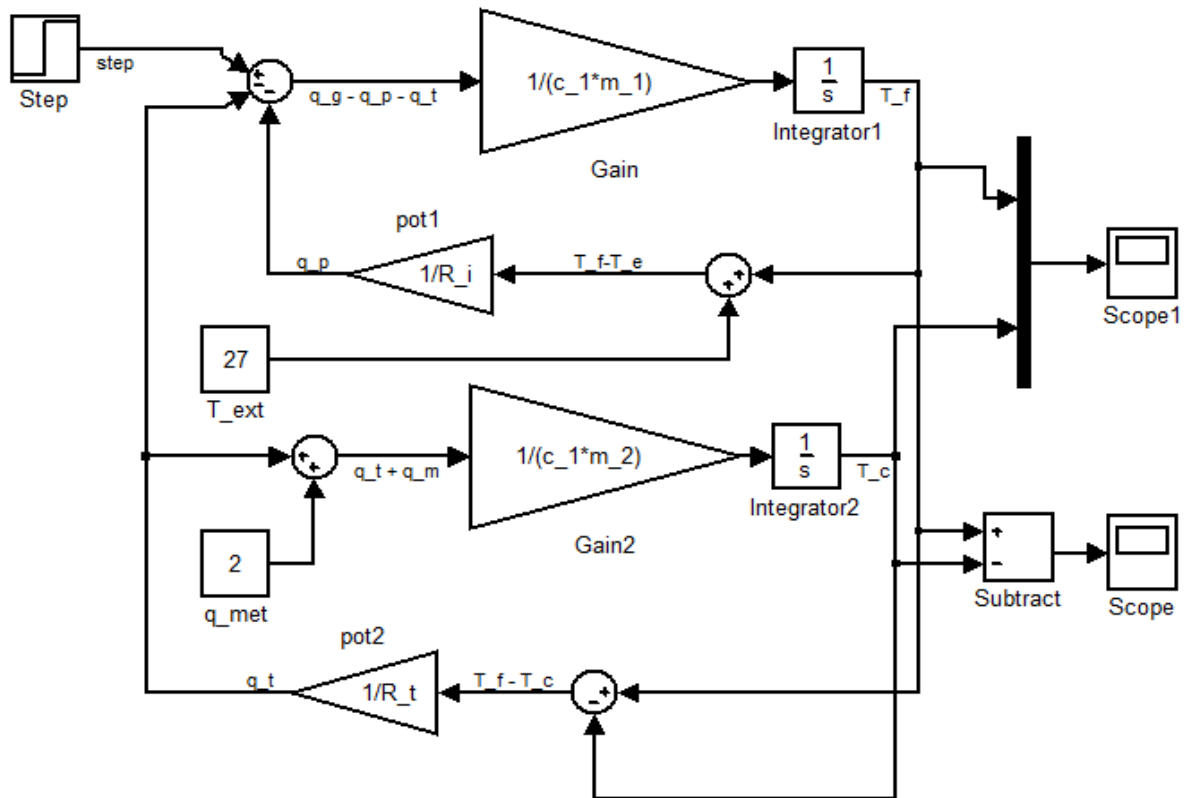 step
Step
+
-
-
q_g - q_p - q_t
1/(c_1*m_1)
Gain
1
s
Integrator1
T_f
pot1
q_p
1/R_i
T_f-T_e
+
+
Scope1
27
T_ext
+
+
q_t + q_m
1/(c_1*m_2)
Gain2
1
s
Integrator2
T_c
2
q_met
+
-
Subtract
Scope
pot2
q_t
1/R_t
T_f - T_c
+
-